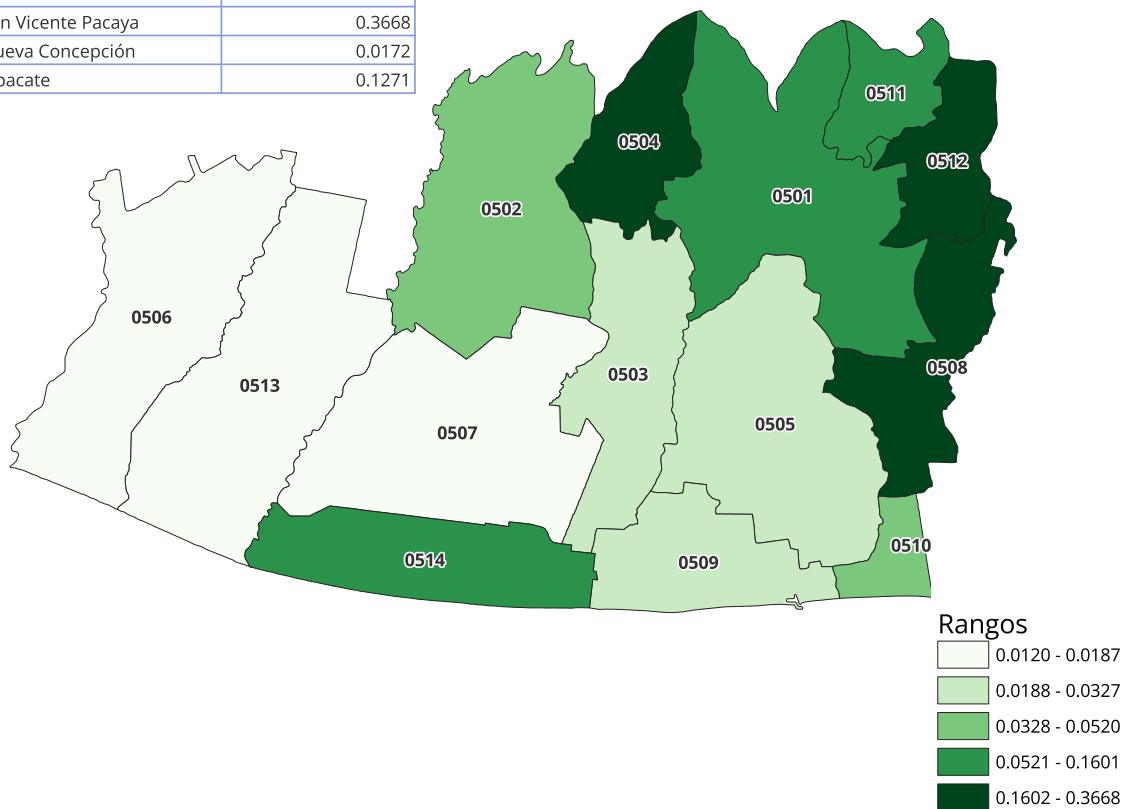 n Vicente Pacaya 0.3668
ueva Concepción 0.0172
pacate 0.1271
0511
0504
0512
0501
0502
0506
0508
0503
0513
0505
0507
0510
0514
0509
Rangos
0.0120 - 0.0187
0.0188 - 0.0327
0.0328 - 0.0520
0.0521 - 0.1601
0.1602 - 0.3668